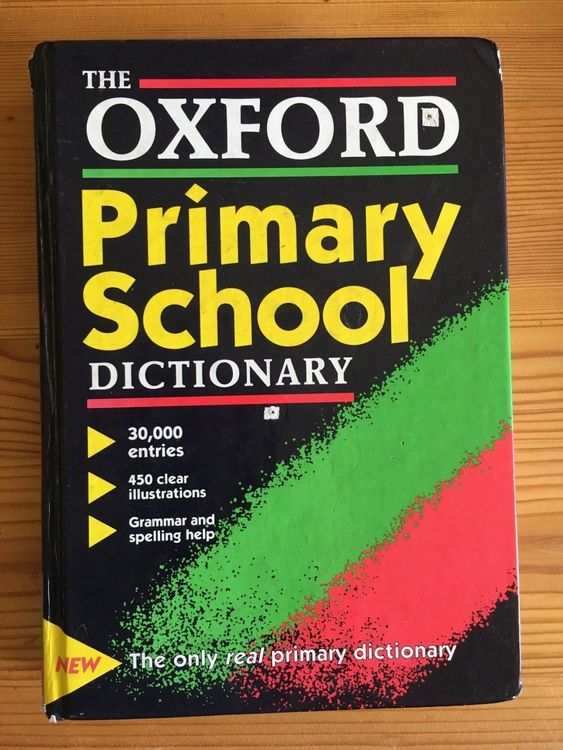 THE
OXFORD
Primary
School
DICTIONARY
30,000
entries
450 clear
illustrations
Grammar and
spelling help
NEW
The only real primary dictionary